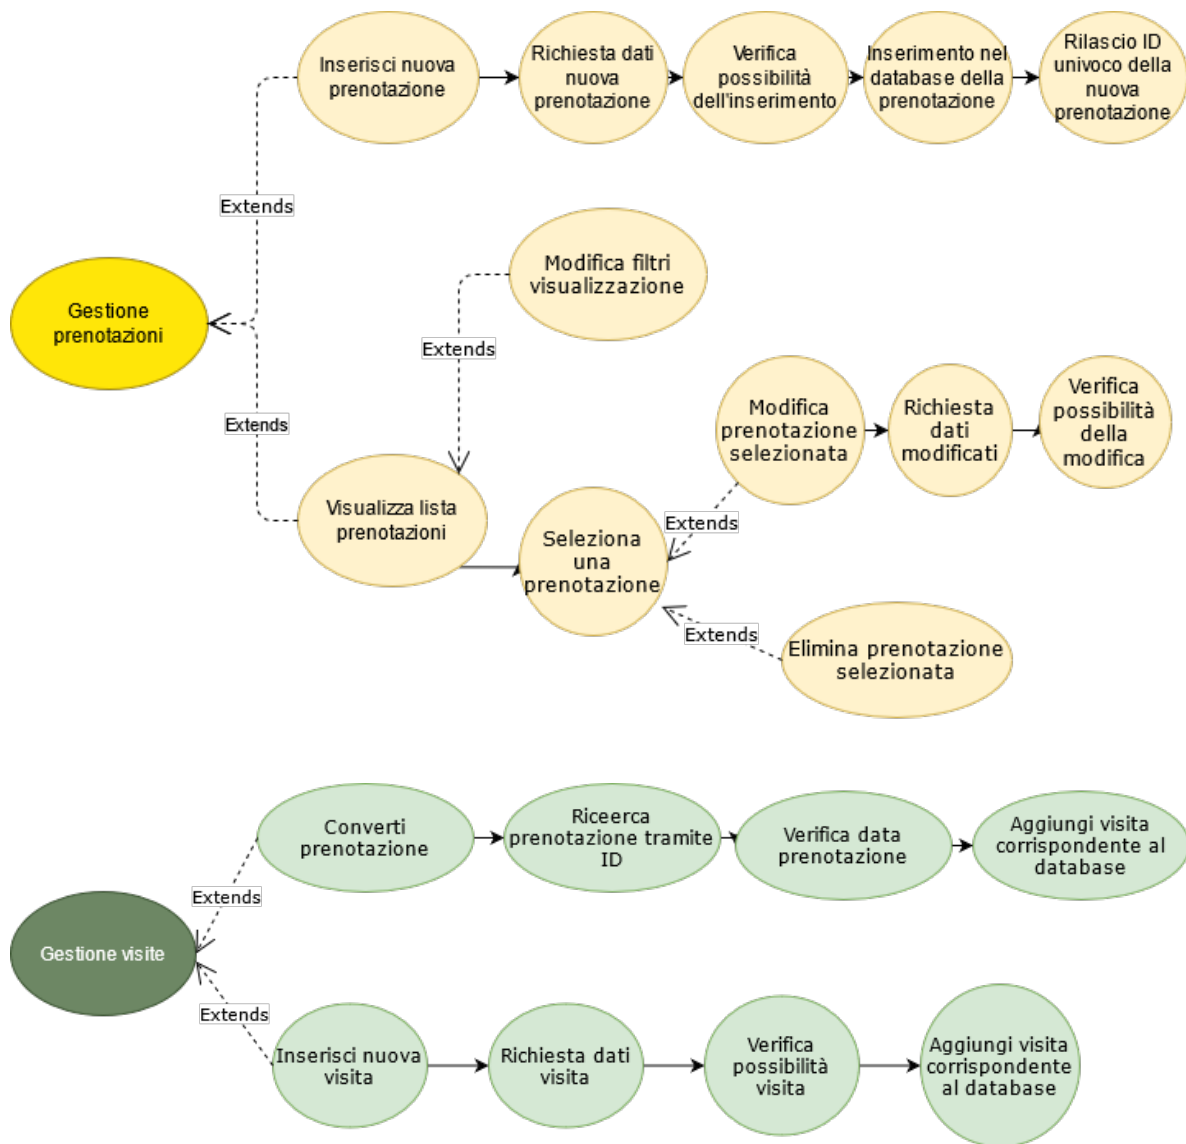 Inserisci nuova
prenotazione
Richiesta dati
nuova
prenotazione
Verifica
possibilità
dell'inserimento
Inserimento nel
database della
prenotazione
Rilascio ID
univoco della
nuova
prenotazione
Extends
Modifica filtri
visualizzazione
Gestione
prenotazioni
Extends
Extends
Modifica
prenotazione
selezionata
Richiesta
dati
modificati
Verifica
possibilità
della
modifica
Visualizza lista
prenotazioni
Seleziona
una
prenotazione
Extends
Extends
Elimina prenotazione
selezionata
Converti
prenotazione
Riceerca
prenotazione tramite
ID
Verifica data
prenotazione
Aggiungi visita
corrispondente al
database
Extends
Gestione visite
Extends
Inserisci nuova
visita
Richiesta dati
visita
Verifica
possibilità
visita
Aggiungi visita
corrispondente
al database